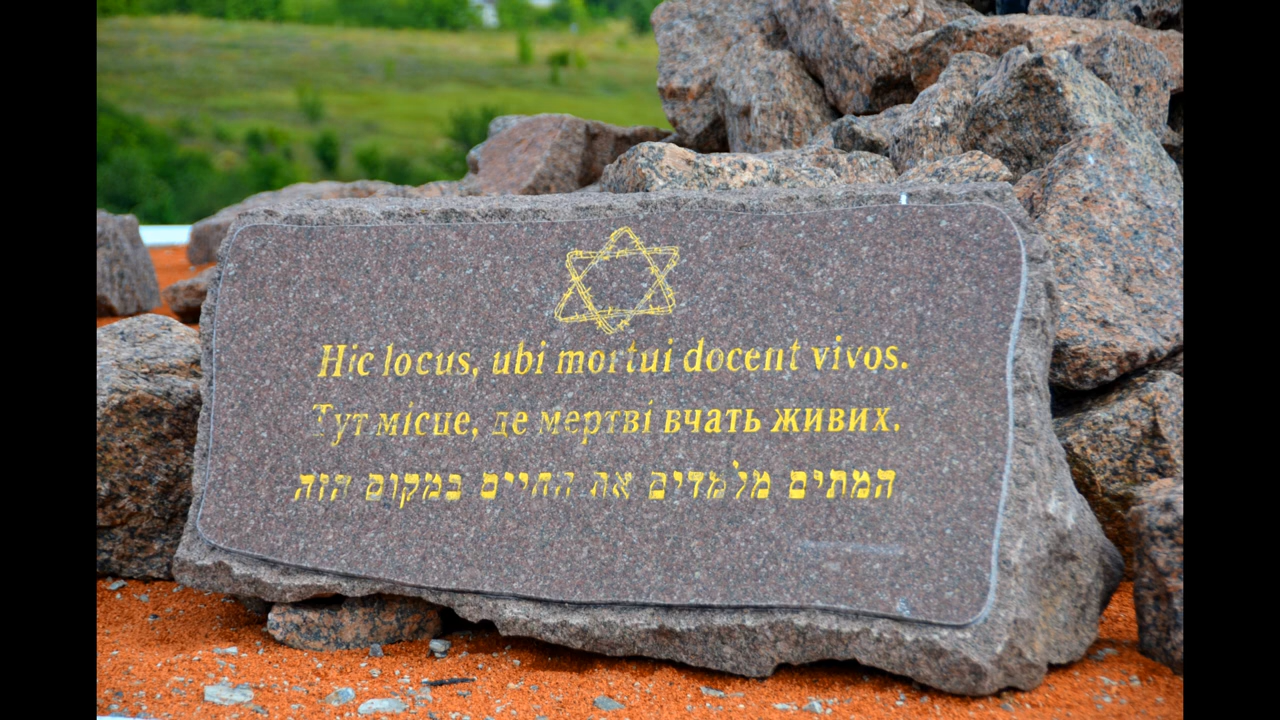 Hic locus, ubi mortui docent vivos.
Тут місце, де мертві вчать живих.
המתים מלמדים את החיים במקום הזה